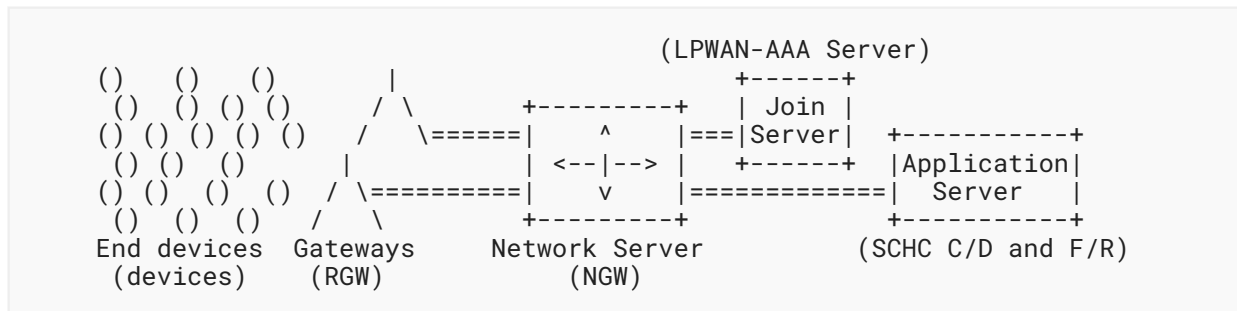 (LPWAN-AAA Server)
()    ()   ()        |                    +------+
 ()   () () ()      / \       +---------+  | Join |
() () () () ()    /    \======|    ^    |===|Server|  +-----------+
 () ()   ()      |            | <--|--> |   +------+  |Application|
() ()  ()  ()  / \==========|    v    |=============|  Server   |
 ()  ()  ()   /   \           +---------+             +-----------+
End devices  Gateways     Network Server          (SCHC C/D and F/R)
 (devices)    (RGW)            (NGW)